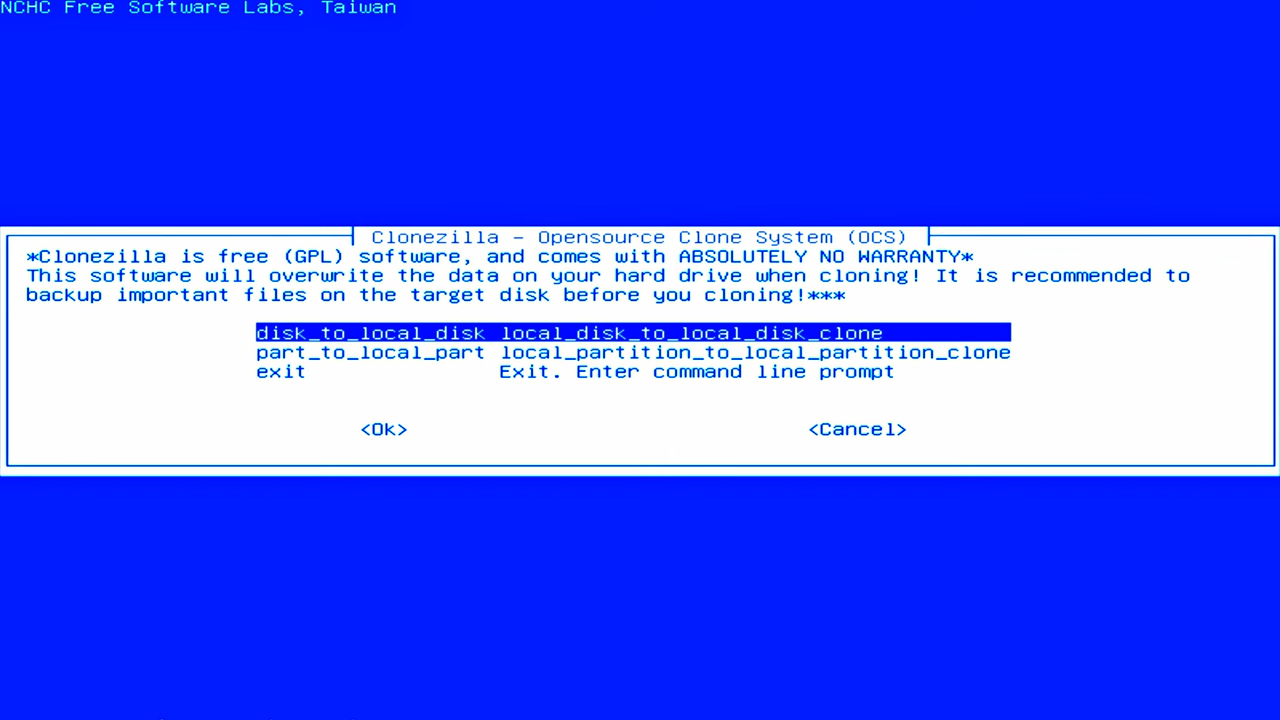 NCHC Free Software Labs, Taiwan
Clonezilla - Opensource Clone System (OCS)
*Clonezilla is free (GPL) software, and comes with ABSOLUTELY NO WARRANTY*
This software will overwrite the data on your hard drive when cloning! It is recommended to
backup important files on the target disk before you cloning!***
disk_to_local_disk local_disk_to_local_disk_clone
part_to_local_part local_partition_to_local_partition_clone
exit Exit. Enter command line prompt
<Ok> <Cancel>